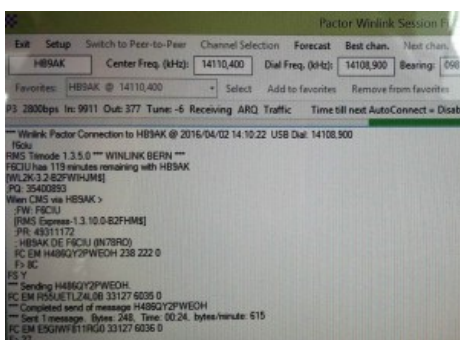 Pactor Winlink Session
Exit Setup Switch to Peer-to-Peer Channel Selection Forecast Best chan. Next chan.
HB9AK Center Freq. (kHz): 14110,400 Dial Freq. (kHz): 14108,900 Bearing: 098
Favorites: HB9AK @ 14110,400 Select Add to favorites Remove from favorites
P3 2800bps In: 9911 Out: 377 Tune: -6 Receiving ARQ Traffic Time till next AutoConnect = Disab
*** Winlink Pactor Connection to HB9AK @ 2016/04/02 14:10:22 USB Dial: 14108,900
f6ciu
RMS Trimode 1.3.5.0 *** WINLINK BERN ***
F6CIU has 119 minutes remaining with HB9AK
[WL2K-3.2-B2FWIHJM$]
;PQ: 35400893
Wien CMS via HB9AK >
;FW: F6CIU
[RMS Express-1.3.10.0-B2FHM$]
;PR: 49311172
; HB9AK DE F6CIU (IN78RO)
FC EM H486QY2PWEOH 238 222 0
F> 8C
FS Y
*** Sending H486QY2PWEOH.
FC EM R55UETLZ4L0B 33127 6035 0
*** Completed send of message H486QY2PWEOH
*** Sent 1 message. Bytes: 248, Time: 00:24, bytes/minute: 615
FC EM E5GIWF811RG0 33127 6036 0